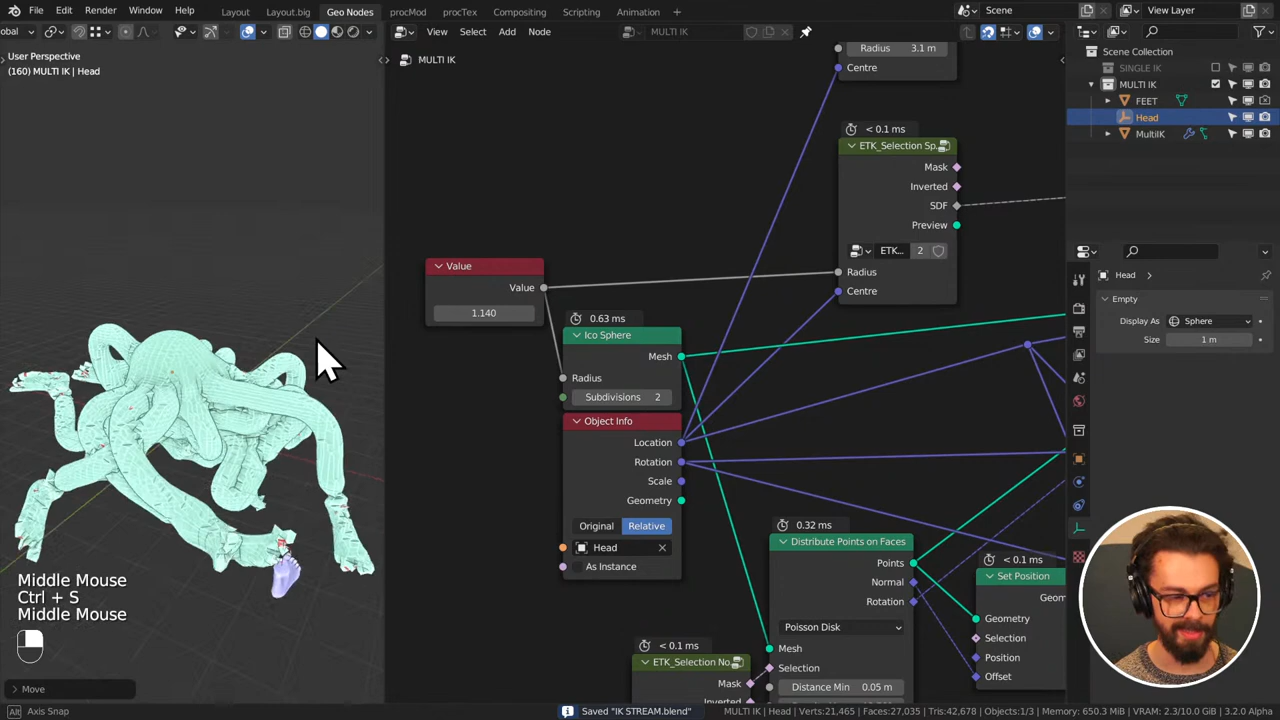 File Edit Render Window Help Layout Layout.big Geo Nodes procMod procTex Compositing Scripting Animation + Scene View Layer
obal View Select Add Node MULTI IK
User Perspective
(160) MULTI IK | Head
MULTI IK
Radius 3.1 m
Centre
< 0.1 ms
ETK_Selection Sp..
Mask
Inverted
SDF
Preview
ETK... 2
Radius
Centre
Value
Value
1.140
0.63 ms
Ico Sphere
Mesh
Radius
Subdivisions 2
Object Info
Location
Rotation
Scale
Geometry
Original Relative
Head
As Instance
0.32 ms
Distribute Points on Faces
Points
Normal
Rotation
Poisson Disk
Mesh
Selection
Distance Min 0.05 m
< 0.1 ms
ETK_Selection No..
Mask
Inverted
< 0.1 ms
Set Position
Geom
Geometry
Selection
Position
Offset
Scene Collection
SINGLE IK
MULTI IK
FEET
Head
MultiIK
Head
Empty
Display As Sphere
Size 1 m
Middle Mouse
Ctrl + S
Middle Mouse
Move
Alt Axis Snap
Saved "IK STREAM.blend"
MULTI IK | Head | Verts:21,465 | Faces:27,035 | Tris:42,678 | Objects:1/3 | Memory: 650.3 MiB | VRAM: 2.3/10.0 GiB | 3.2.0 Alpha